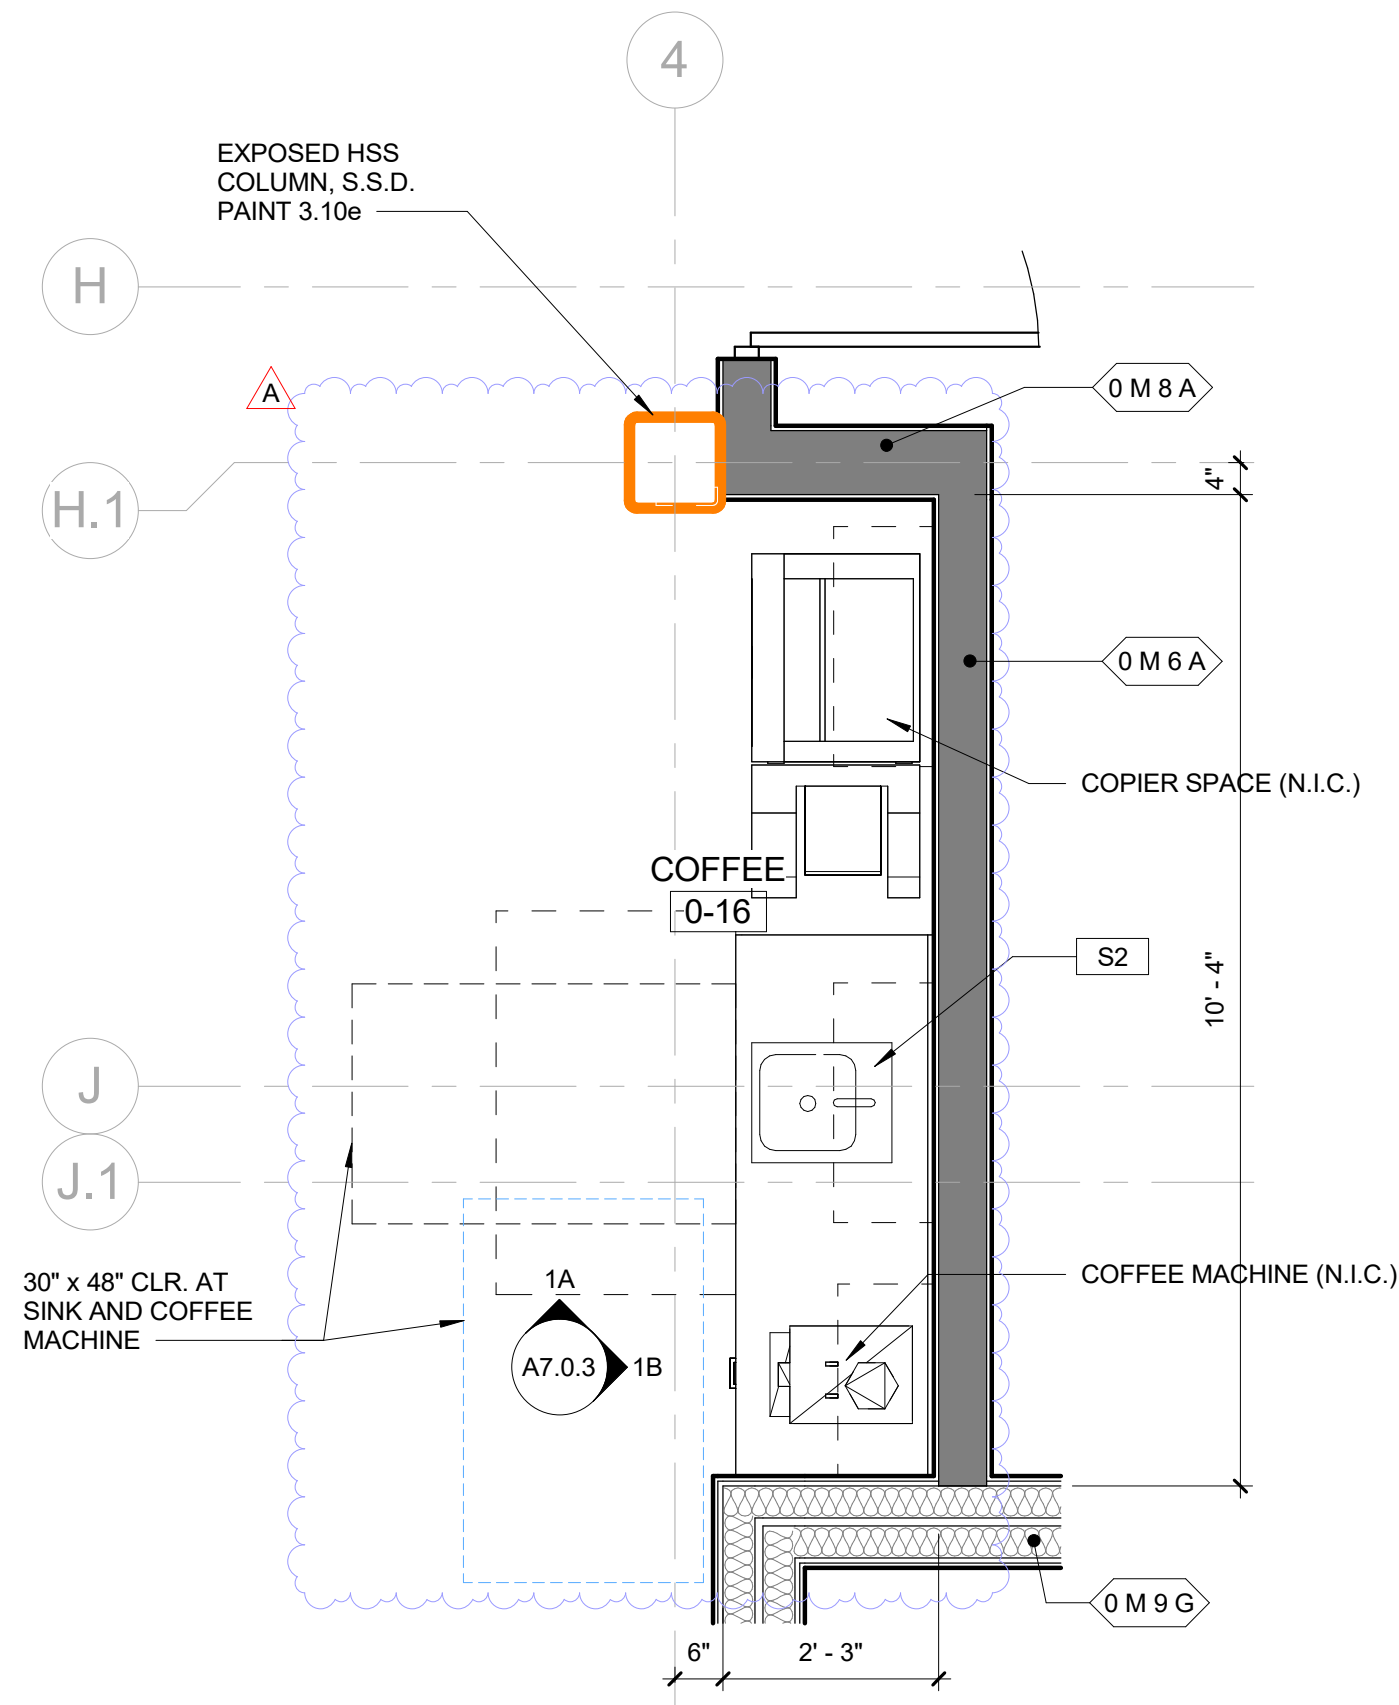 4
EXPOSED HSS
COLUMN, S.S.D.
PAINT 3.10e
H
A
0 M 8 A
H.1
4"
0 M 6 A
COPIER SPACE (N.I.C.)
COFFEE
0-16
S2
10' - 4"
J
J.1
30" x 48" CLR. AT
SINK AND COFFEE
MACHINE
1A
A7.0.3
1B
COFFEE MACHINE (N.I.C.)
0 M 9 G
6"
2' - 3"